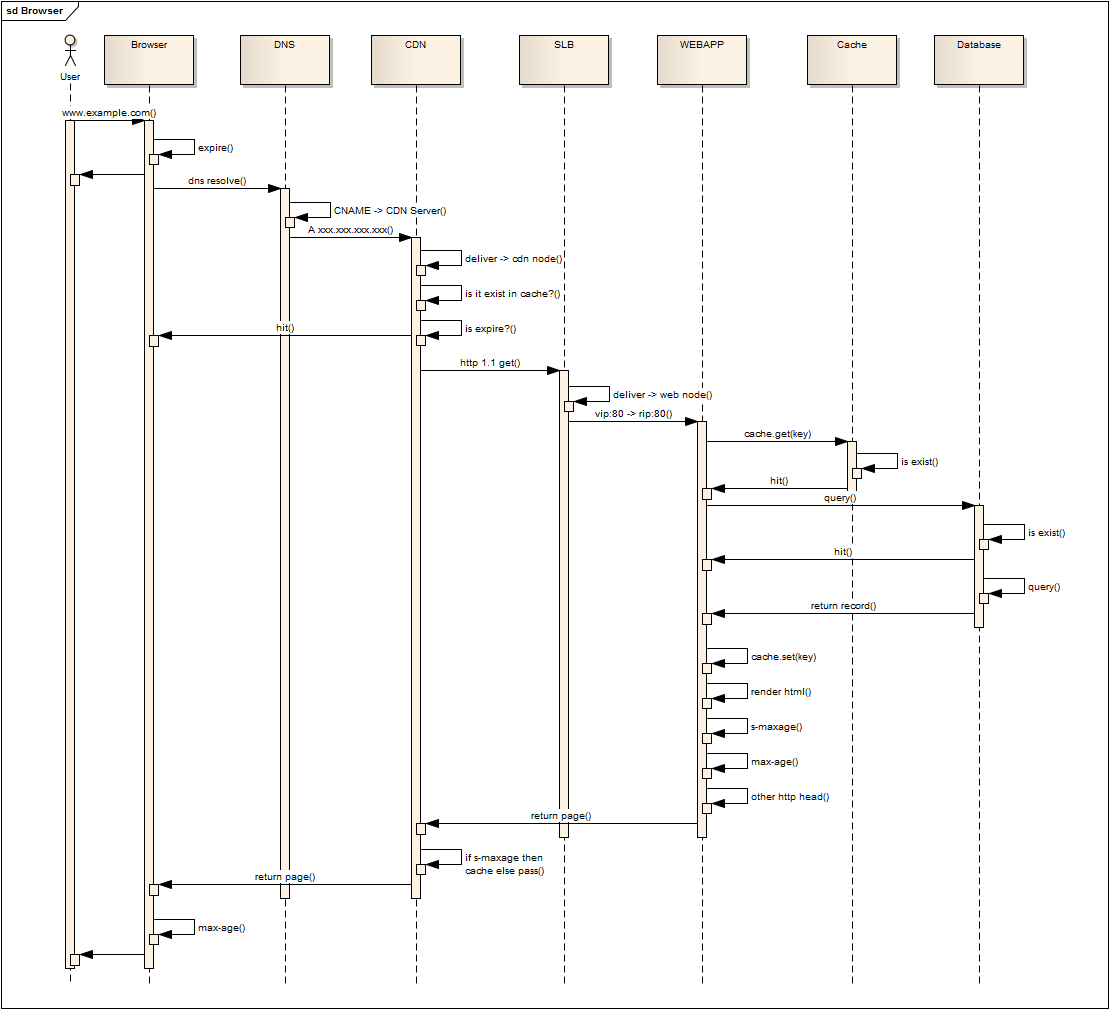 sd Browser
User
Browser
DNS
CDN
SLB
WEBAPP
Cache
Database
www.example.com()
expire()
dns resolve()
CNAME -> CDN Server()
A xxx.xxx.xxx.xxx()
deliver -> cdn node()
is it exist in cache?()
hit()
is expire?()
http 1.1 get()
deliver -> web node()
vip:80 -> rip:80()
cache.get(key)
is exist()
hit()
query()
is exist()
hit()
query()
return record()
cache.set(key)
render html()
s-maxage()
max-age()
other http head()
return page()
if s-maxage then
cache else pass()
return page()
max-age()